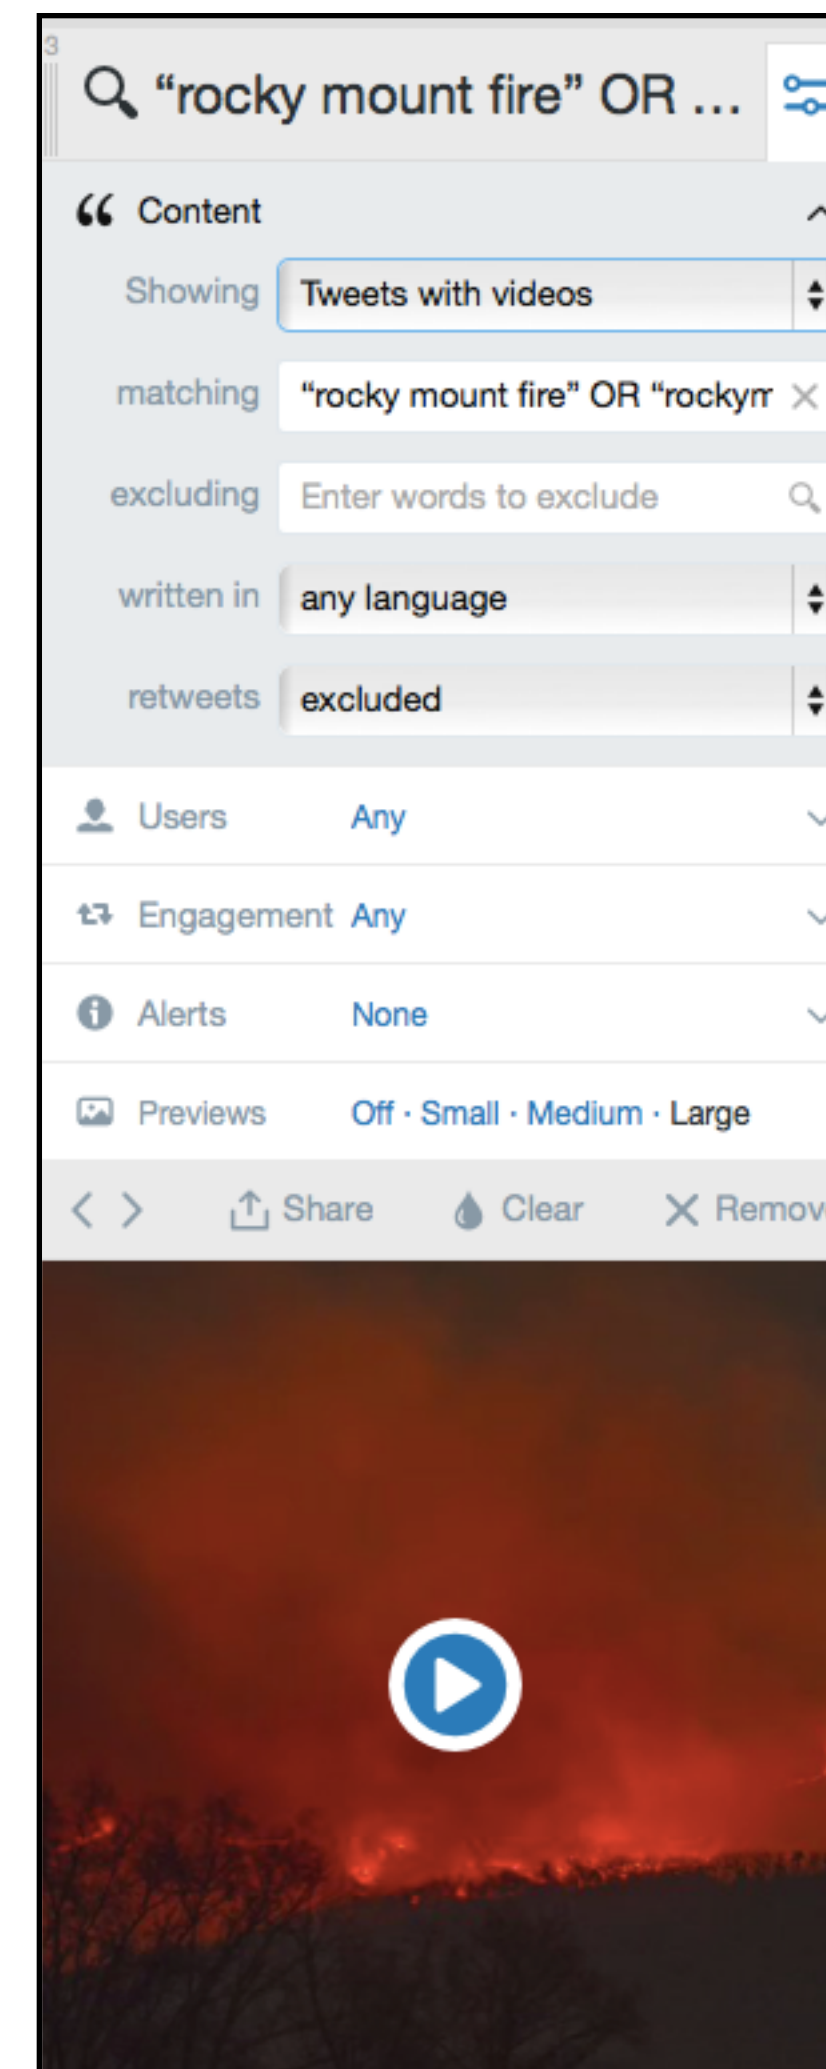 3
“rocky mount fire” OR ...
Content
Showing Tweets with videos
matching “rocky mount fire” OR “rockym
excluding Enter words to exclude
written in any language
retweets excluded
Users Any
Engagement Any
Alerts None
Previews Off · Small · Medium · Large
Share Clear Remov